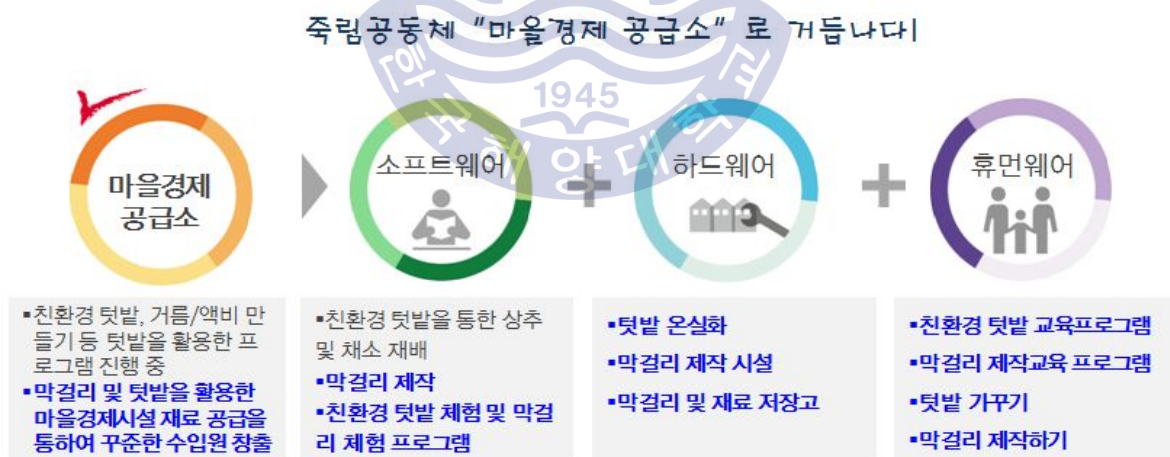 죽림공동체 "마을경제 공급소" 로 거듭나다!
1945
한국해양대학교
마을경제
공급소
▪친환경 텃밭, 거름/액비 만
들기 등 텃밭을 활용한 프
로그램 진행 중
▪막걸리 및 텃밭을 활용한
마을경제시설 재료 공급을
통하여 꾸준한 수입원 창출
소프트웨어
▪친환경 텃밭을 통한 상추
및 채소 재배
▪막걸리 제작
▪친환경 텃밭 체험 및 막걸
리 체험 프로그램
+
하드웨어
▪텃밭 온실화
▪막걸리 제작 시설
▪막걸리 및 재료 저장고
+
휴먼웨어
▪친환경 텃밭 교육프로그램
▪막걸리 제작교육 프로그램
▪텃밭 가꾸기
▪막걸리 제작하기